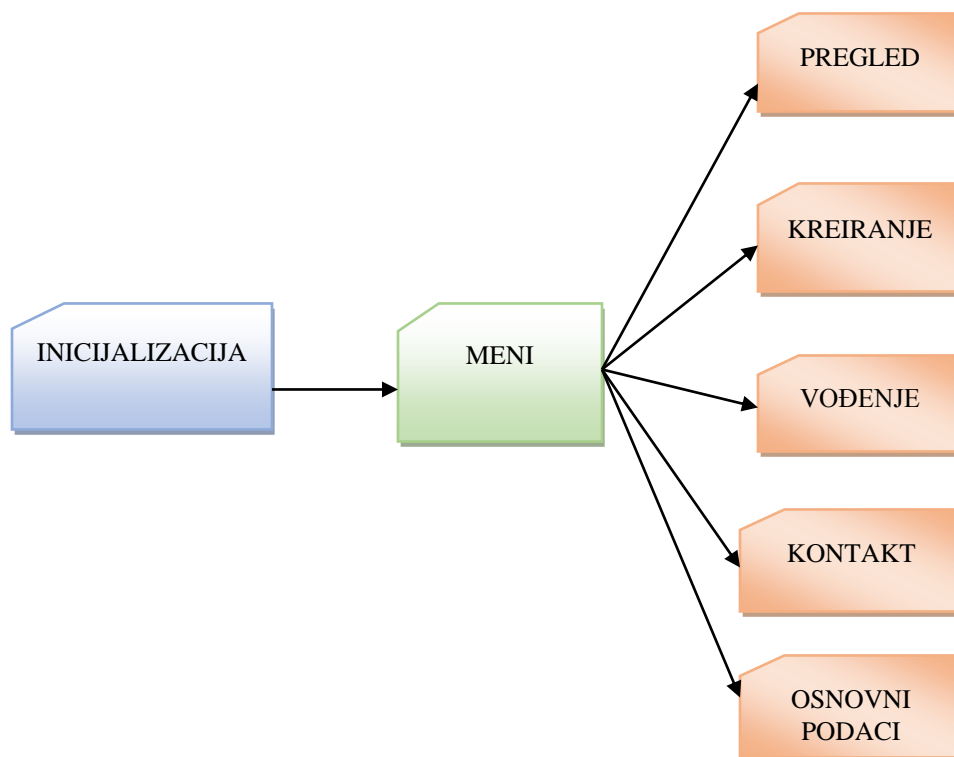 INICIJALIZACIJA
MENI
PREGLED
KREIRANJE
VOĐENJE
KONTAKT
OSNOVNI
PODACI